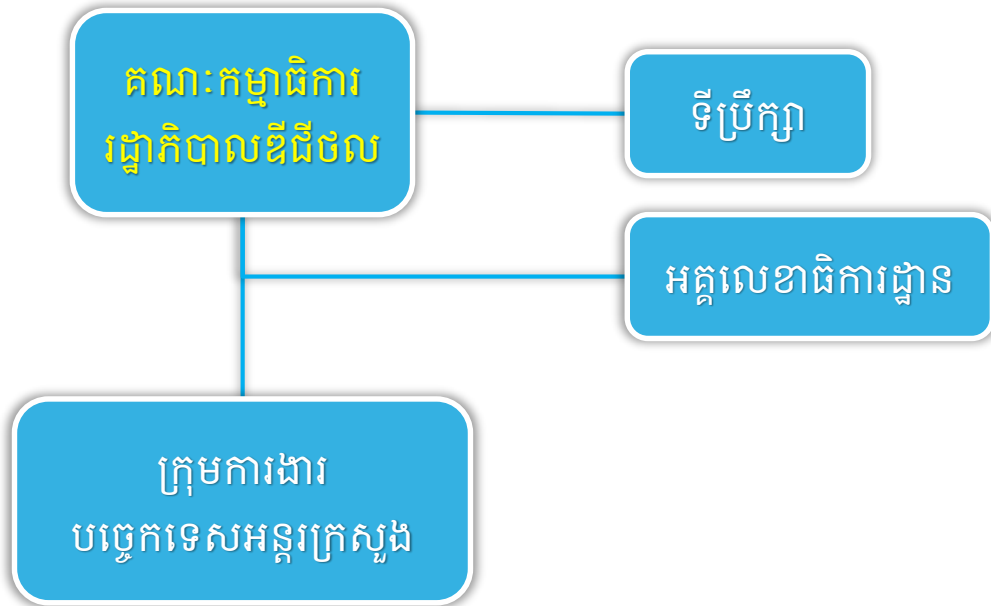 គណៈកម្មាធិការ
រដ្ឋាភិបាលឌីជីថល
ទីប្រឹក្សា
អគ្គលេខាធិការដ្ឋាន
ក្រុមការងារ
បច្ចេកទេសអន្តរក្រសួង